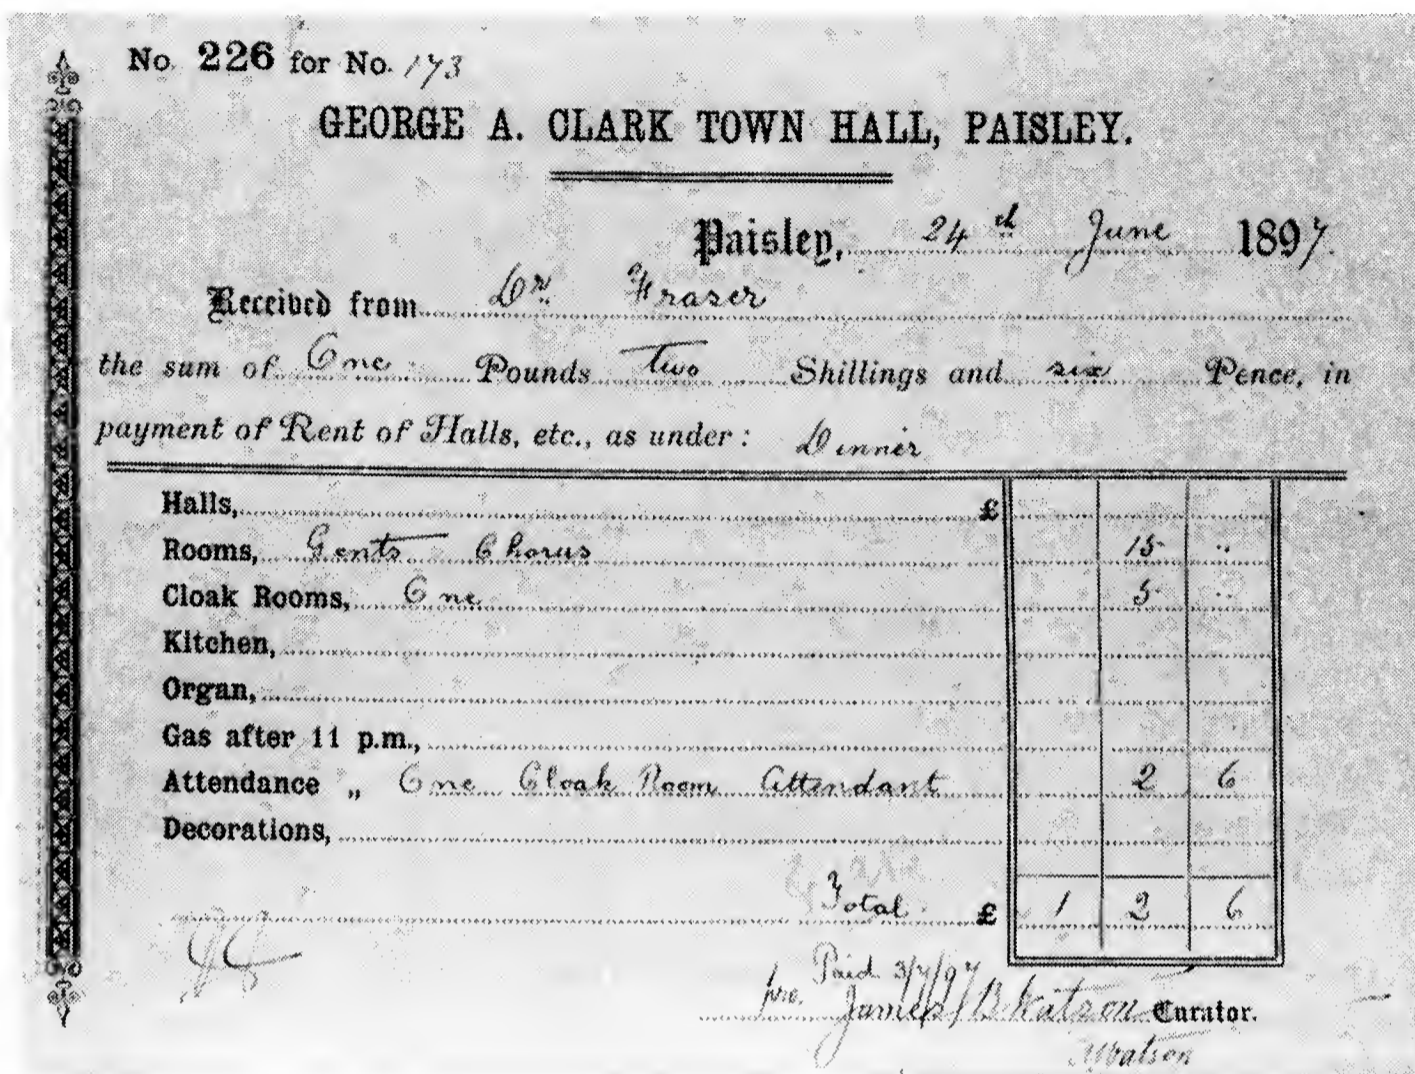 No. 226 for No. 173
GEORGE A. CLARK TOWN HALL, PAISLEY.
Paisley, 24th June 1897.
Received from Dr. Fraser
the sum of One Pounds Two Shillings and six Pence, in
payment of Rent of Halls, etc., as under: Dinner
Halls, £
Rooms, Gents Chorus 15 ..
Cloak Rooms, One 5 ..
Kitchen,
Organ,
Gas after 11 p.m.,
Attendance „ One Cloak Room Attendant 2 6
Decorations,
Total £ 1 2 6
Paid 3/7/97
pro. James B Watson Curator.